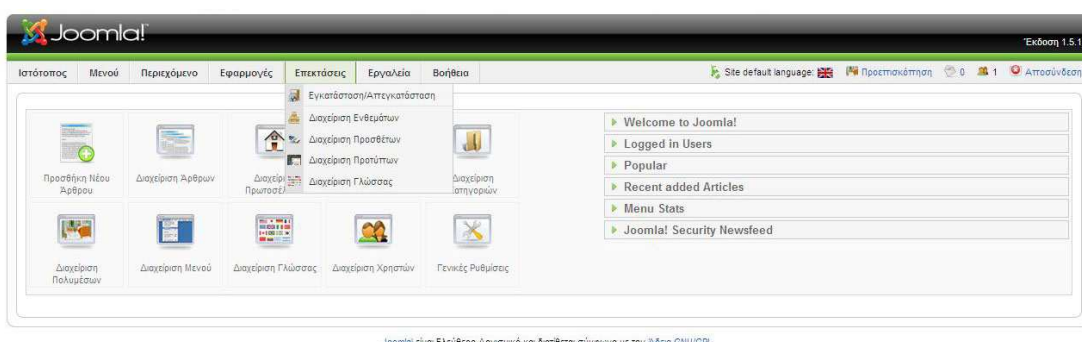 Joomla!
Έκδοση 1.5.1
Ιστότοπος Μενού Περιεχόμενο Εφαρμογές Επεκτάσεις Εργαλεία Βοήθεια Site default language: Προεπισκόπηση 0 1 Αποσύνδεση
Εγκατάσταση/Απεγκατάσταση
Διαχείριση Ενθεμάτων
Διαχείριση Προσθέτων
Διαχείριση Προτύπων
Διαχείριση Γλώσσας
Προσθήκη Νέου Άρθρου
Διαχείριση Άρθρων
Διαχείριση Πολυμέσων
Διαχείριση Μενού
Διαχείριση Γλώσσας
Διαχείριση Χρηστών
Γενικές Ρυθμίσεις
Welcome to Joomla!
Logged in Users
Popular
Recent added Articles
Menu Stats
Joomla! Security Newsfeed